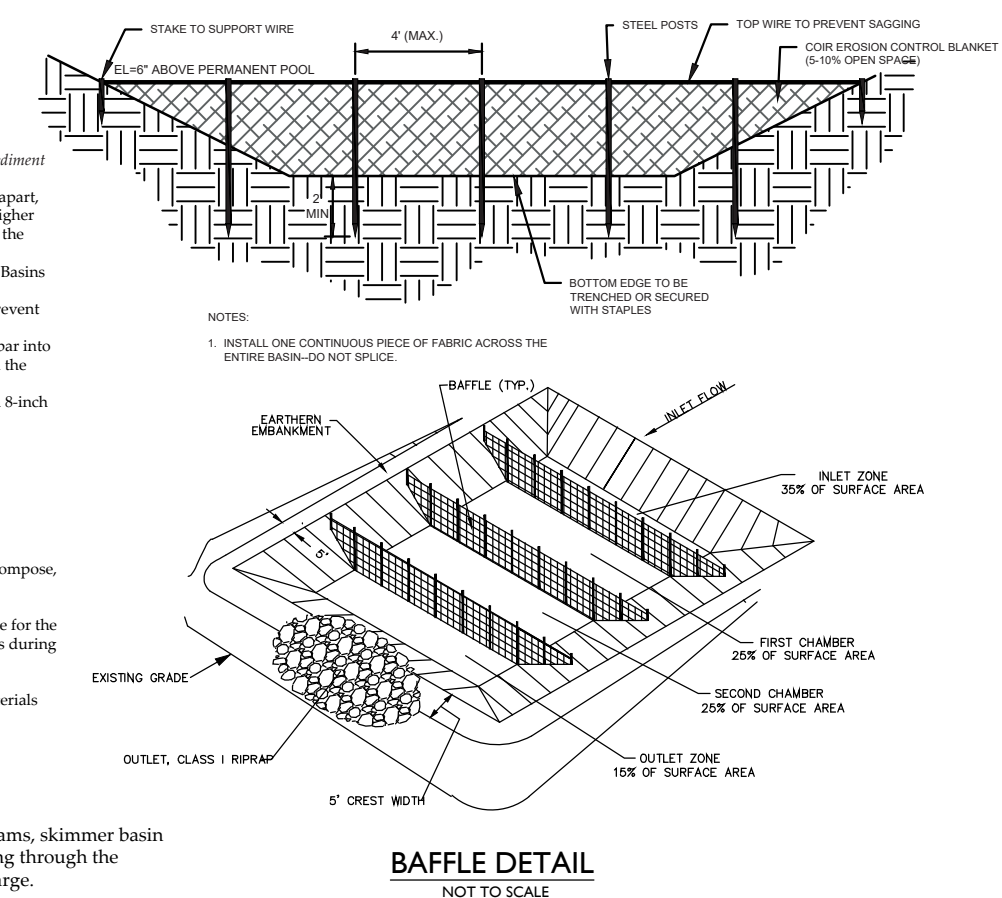 STAKE TO SUPPORT WIRE
4' (MAX.)
STEEL POSTS
TOP WIRE TO PREVENT SAGGING
COIR EROSION CONTROL BLANKET
(5-10% OPEN SPACE)
EL=6" ABOVE PERMANENT POOL
2'
MIN
BOTTOM EDGE TO BE
TRENCHED OR SECURED
WITH STAPLES
NOTES:
1. INSTALL ONE CONTINUOUS PIECE OF FABRIC ACROSS THE
ENTIRE BASIN--DO NOT SPLICE.
diment
apart,
igher
the
Basins
revent
bar into
the
8-inch
ompose,
e for the
s during
erials
ams, skimmer basin
ng through the
arge.
BAFFLE (TYP.)
EARTHERN
EMBANKMENT
INLET FLOW
INLET ZONE
35% OF SURFACE AREA
5'
FIRST CHAMBER
25% OF SURFACE AREA
EXISTING GRADE
SECOND CHAMBER
25% OF SURFACE AREA
OUTLET, CLASS I RIPRAP
OUTLET ZONE
15% OF SURFACE AREA
5' CREST WIDTH
BAFFLE DETAIL
NOT TO SCALE